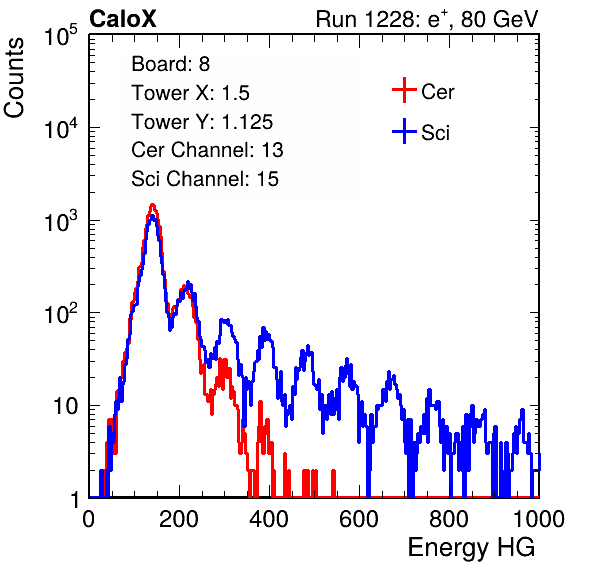 CaloX Run 1228: e⁺, 80 GeV
Counts
10⁵
10⁴
10³
10²
10
1
Board: 8
Tower X: 1.5
Tower Y: 1.125
Cer Channel: 13
Sci Channel: 15
Cer
Sci
0 200 400 600 800 1000
Energy HG